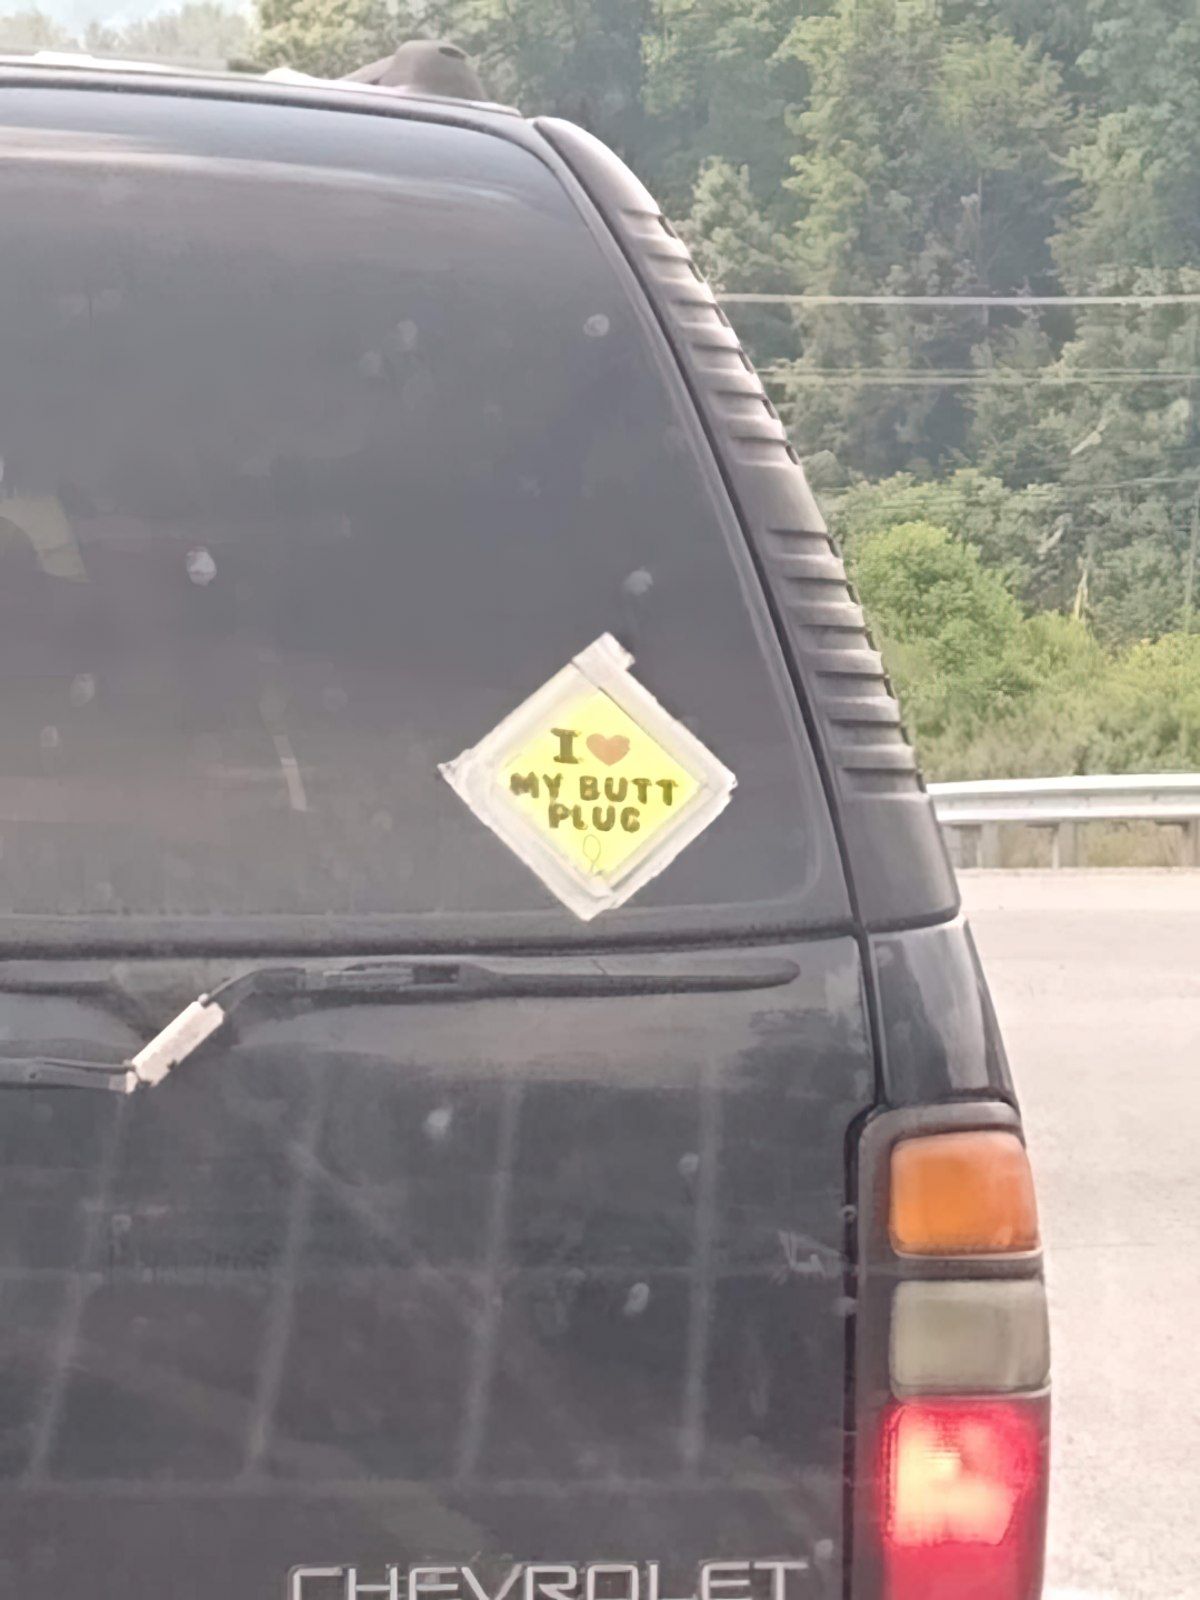 I ❤
MY BUTT
PLUG
CHEVROLET